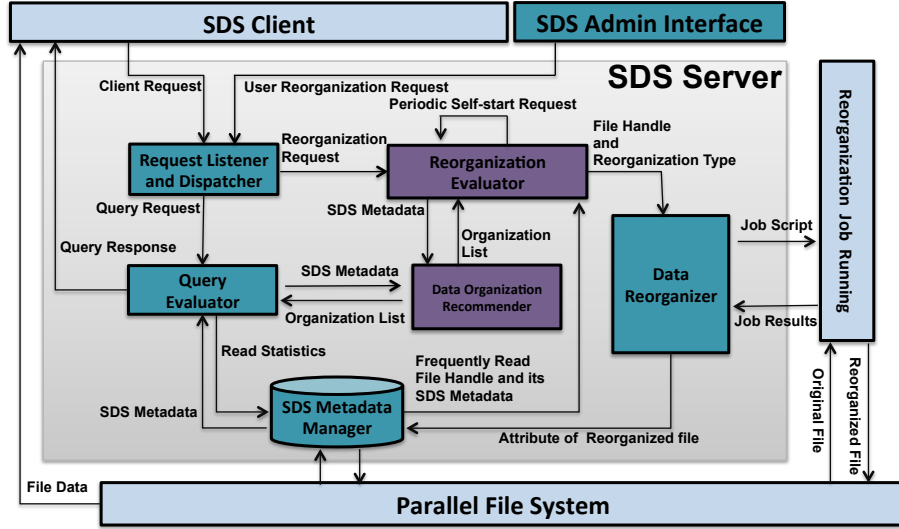 SDS Client
SDS Admin Interface
SDS Server
Client Request
User Reorganization Request
Periodic Self-start Request
File Handle
and
Reorganization Type
Reorganization
Request
Request Listener
and Dispatcher
Reorganization
Evaluator
Reorganization Job Running
Query Request
SDS Metadata
Organization
List
Query Response
Job Script
Query
Evaluator
SDS Metadata
Organization List
Data Organization
Recommender
Data
Reorganizer
Job Results
Read Statistics
Frequently Read
File Handle and its
SDS Metadata
SDS Metadata
SDS Metadata
Manager
Attribute of Reorganized file
Original File
Reorganized File
File Data
Parallel File System